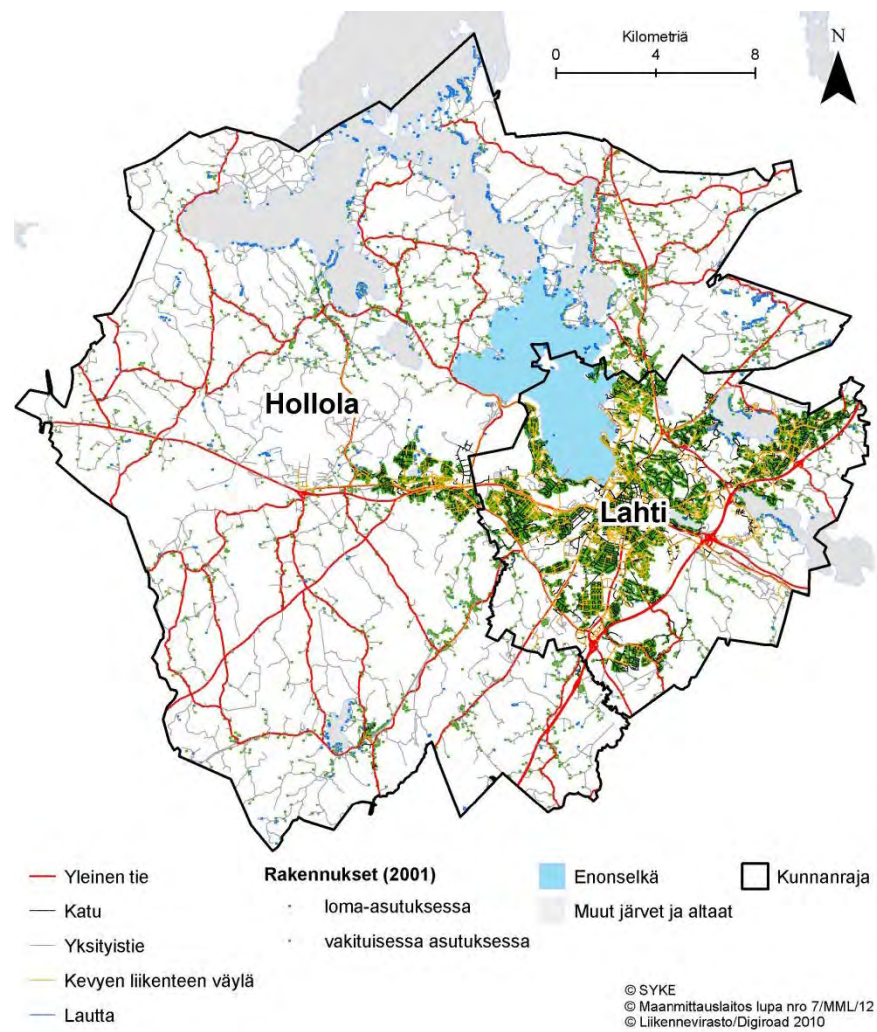 Kilometriä
0 4 8
N
Hollola
Lahti
Yleinen tie
Katu
Yksityistie
Kevyen liikenteen väylä
Lautta
Rakennukset (2001)
loma-asutuksessa
vakituisessa asutuksessa
Enonselkä
Muut järvet ja altaat
Kunnanraja
© SYKE
© Maanmittauslaitos lupa nro 7/MML/12
© Liikennevirasto/Digiroad 2010